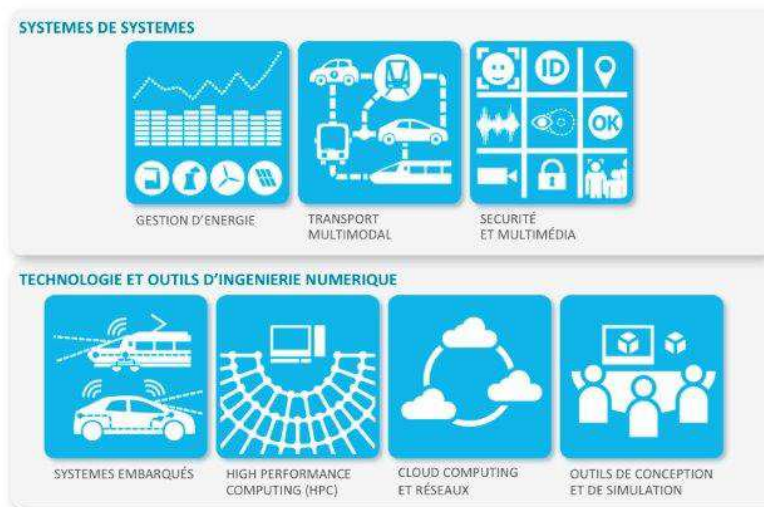 SYSTEMES DE SYSTEMES
ID
OK
GESTION D'ENERGIE
TRANSPORT
MULTIMODAL
SECURITÉ
ET MULTIMÉDIA
TECHNOLOGIE ET OUTILS D'INGENIERIE NUMERIQUE
SYSTEMES EMBARQUÉS
HIGH PERFORMANCE
COMPUTING (HPC)
CLOUD COMPUTING
ET RÉSEAUX
OUTILS DE CONCEPTION
ET DE SIMULATION